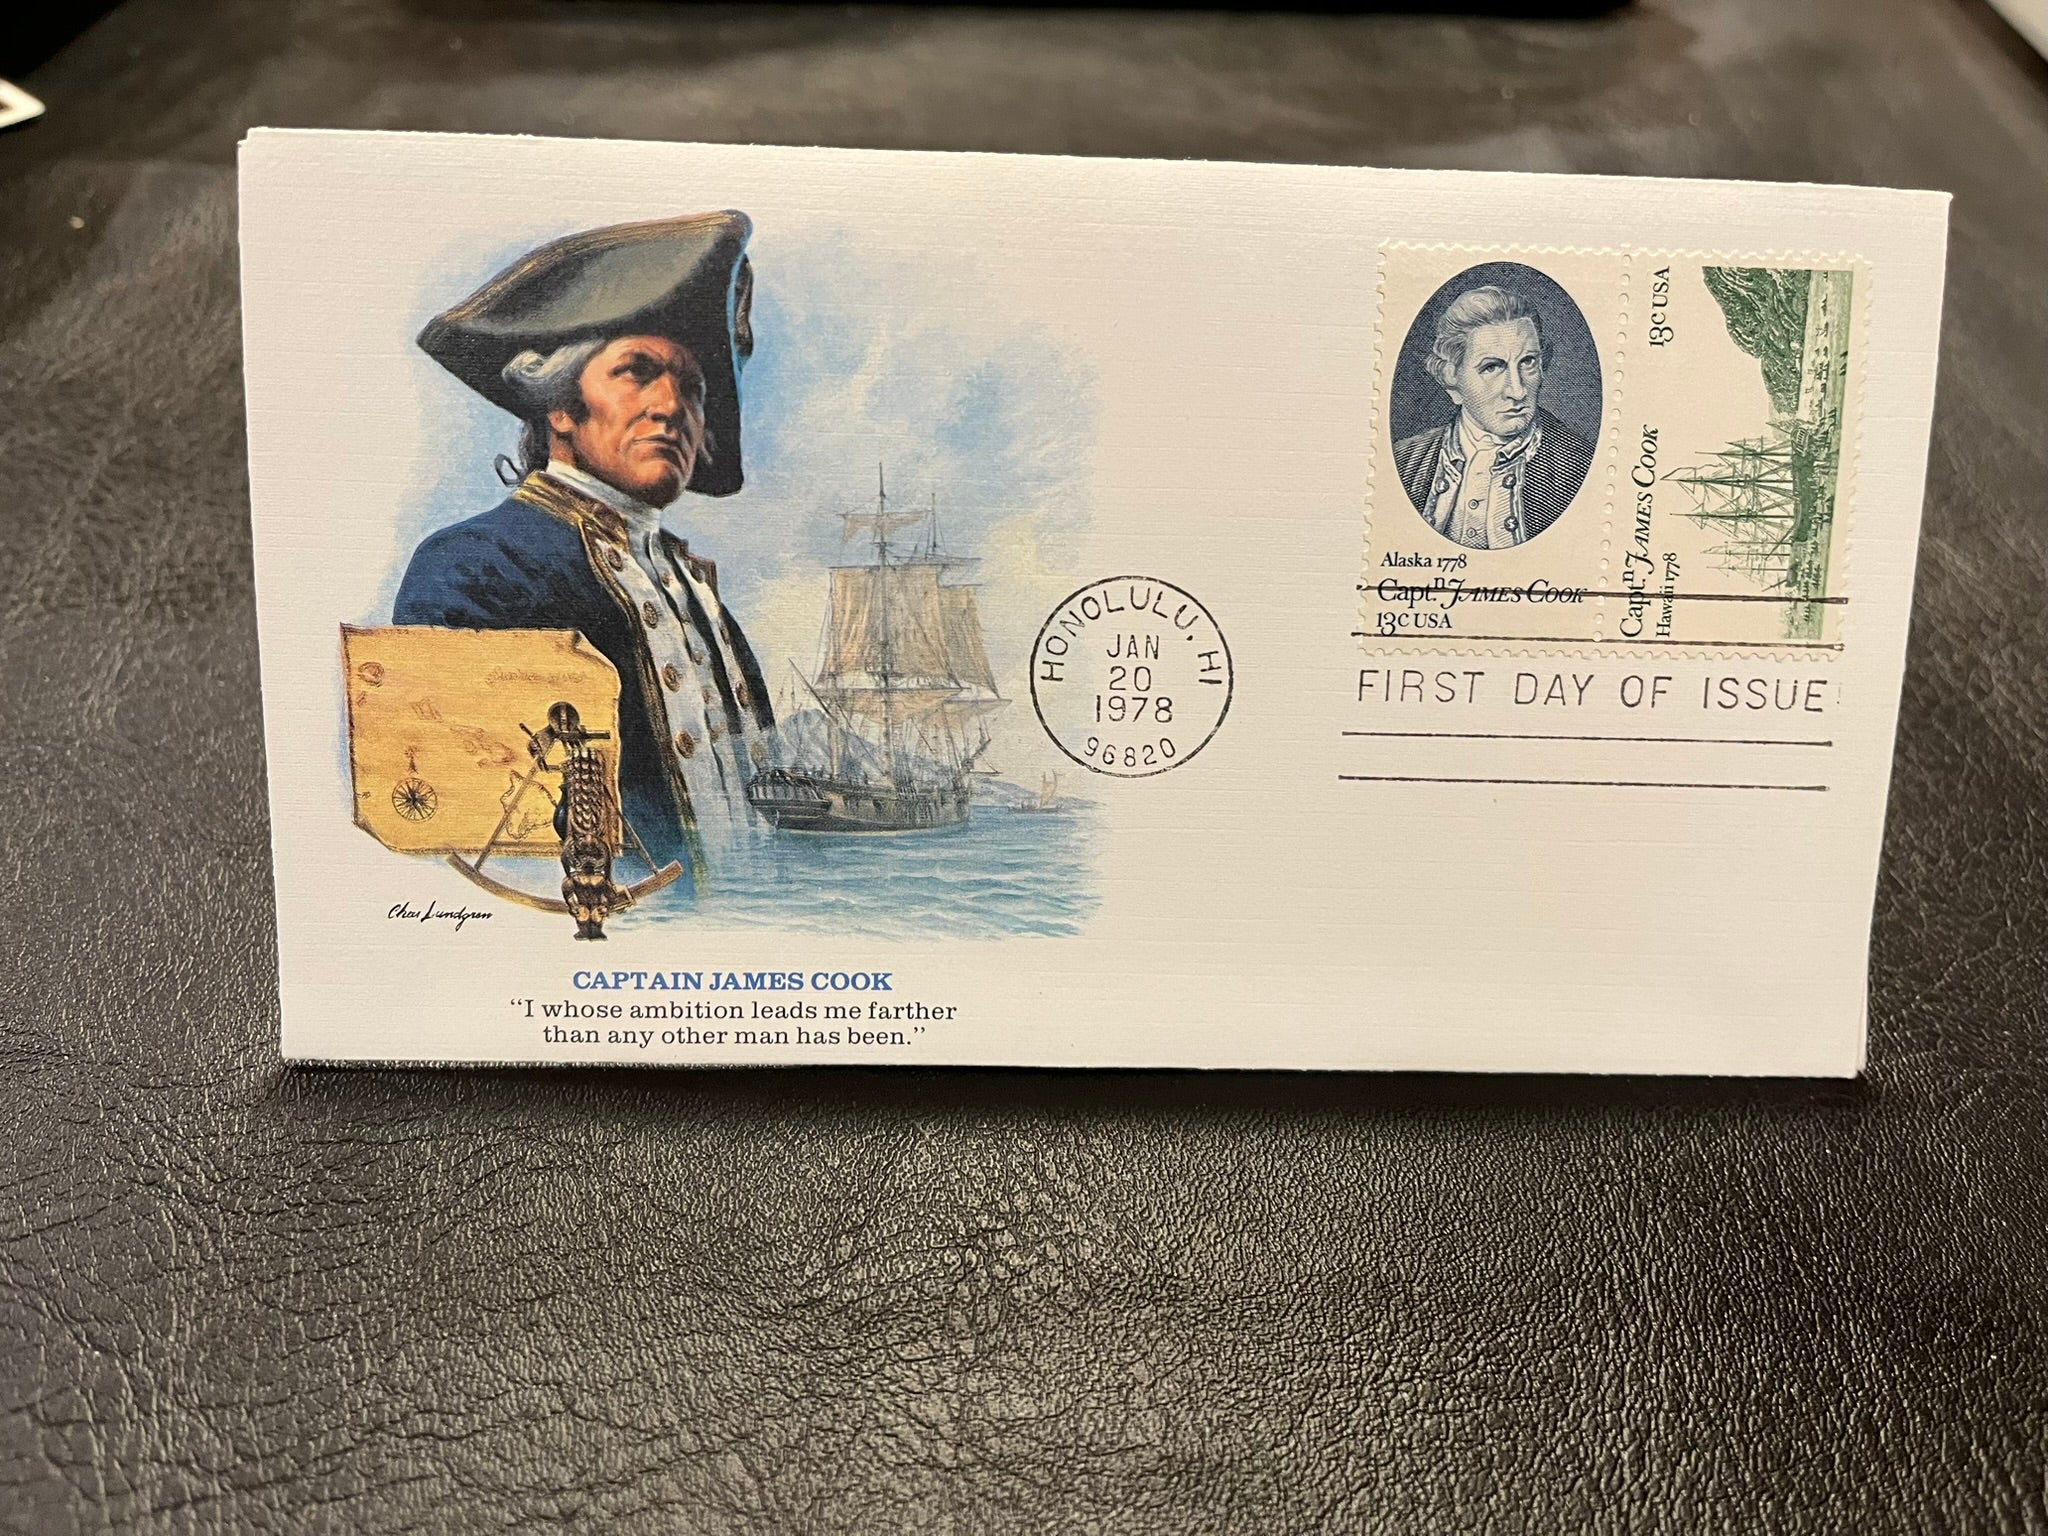 HONOLULU, HI
JAN
20
1978
96820
Alaska 1778
Captⁿ. JAMES COOK
13c USA
Captⁿ. JAMES COOK
13c USA
Hawaii 1778
FIRST DAY OF ISSUE
Chas Lundgren
CAPTAIN JAMES COOK
“I whose ambition leads me farther
than any other man has been.”